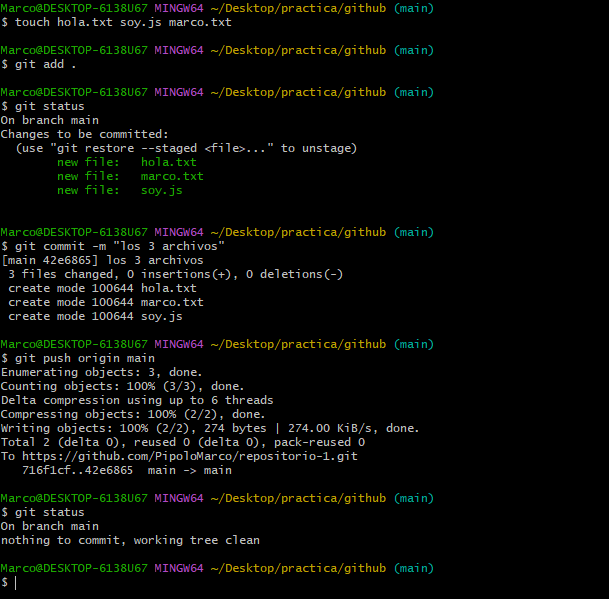 Marco@DESKTOP-6138U67 MINGW64 ~/Desktop/practica/github (main)
$ touch hola.txt soy.js marco.txt
Marco@DESKTOP-6138U67 MINGW64 ~/Desktop/practica/github (main)
$ git add .
Marco@DESKTOP-6138U67 MINGW64 ~/Desktop/practica/github (main)
$ git status
On branch main
Changes to be committed:
  (use "git restore --staged <file>..." to unstage)
        new file:   hola.txt
        new file:   marco.txt
        new file:   soy.js
Marco@DESKTOP-6138U67 MINGW64 ~/Desktop/practica/github (main)
$ git commit -m "los 3 archivos"
[main 42e6865] los 3 archivos
 3 files changed, 0 insertions(+), 0 deletions(-)
 create mode 100644 hola.txt
 create mode 100644 marco.txt
 create mode 100644 soy.js
Marco@DESKTOP-6138U67 MINGW64 ~/Desktop/practica/github (main)
$ git push origin main
Enumerating objects: 3, done.
Counting objects: 100% (3/3), done.
Delta compression using up to 6 threads
Compressing objects: 100% (2/2), done.
Writing objects: 100% (2/2), 274 bytes | 274.00 KiB/s, done.
Total 2 (delta 0), reused 0 (delta 0), pack-reused 0
To https://github.com/PipoloMarco/repositorio-1.git
   716f1cf..42e6865  main -> main
Marco@DESKTOP-6138U67 MINGW64 ~/Desktop/practica/github (main)
$ git status
On branch main
nothing to commit, working tree clean
Marco@DESKTOP-6138U67 MINGW64 ~/Desktop/practica/github (main)
$